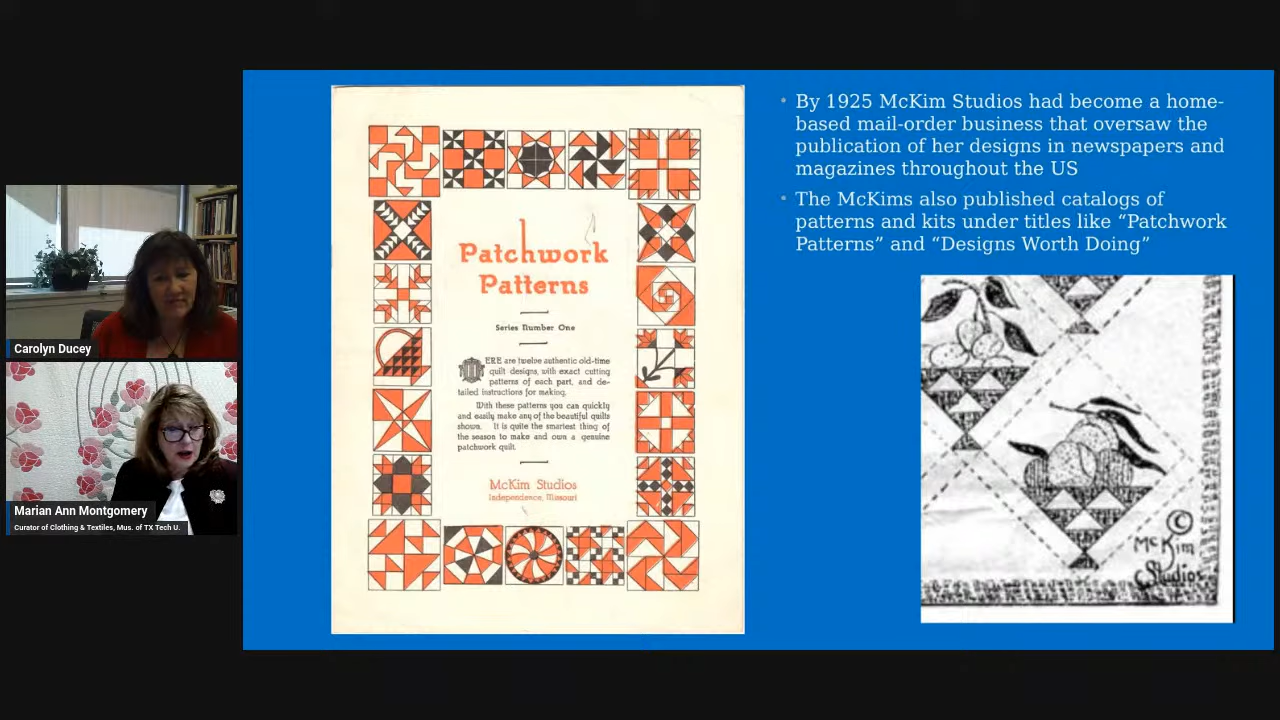 Carolyn Ducey
Marian Ann Montgomery
Curator of Clothing & Textiles, Mus. of TX Tech U.
Patchwork
Patterns
Series Number One
HERE are twelve authentic old-time
quilt designs, with exact cutting
patterns of each part, and de-
tailed instructions for making.
With these patterns you can quickly
and easily make any of the beautiful quilts
shown. It is quite the smartest thing of
the season to make and own a genuine
patchwork quilt.
McKim Studios
Independence, Missouri
• By 1925 McKim Studios had become a home-
based mail-order business that oversaw the
publication of her designs in newspapers and
magazines throughout the US
• The McKims also published catalogs of
patterns and kits under titles like “Patchwork
Patterns” and “Designs Worth Doing”
©
McKim
Studios